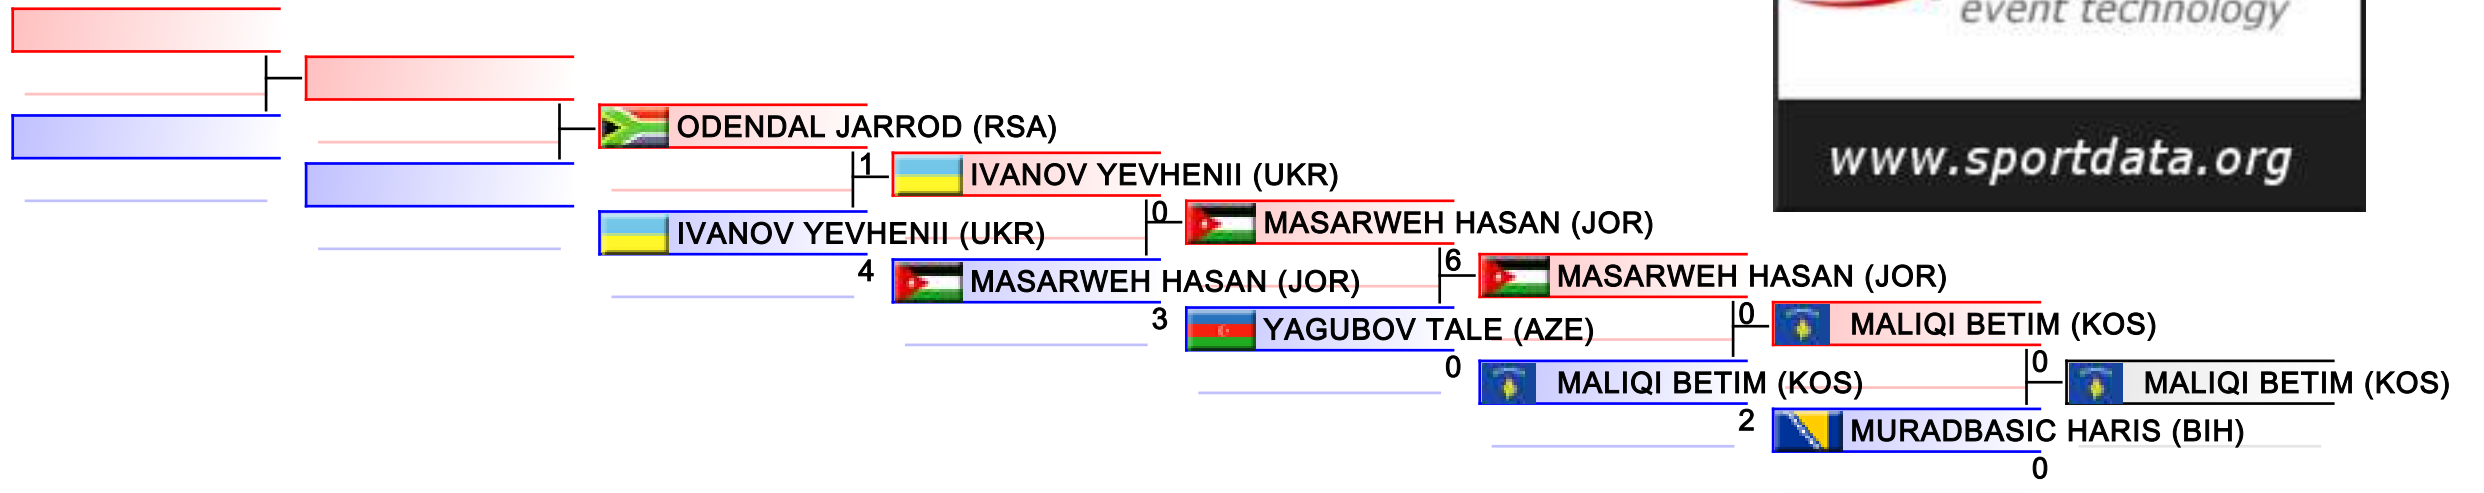 event technology
www.sportdata.org
ODENDAL JARROD (RSA)
1
IVANOV YEVHENII (UKR)
4
IVANOV YEVHENII (UKR)
0
MASARWEH HASAN (JOR)
3
MASARWEH HASAN (JOR)
6
YAGUBOV TALE (AZE)
0
MASARWEH HASAN (JOR)
0
MALIQI BETIM (KOS)
2
MALIQI BETIM (KOS)
0
MURADBASIC HARIS (BIH)
0
MALIQI BETIM (KOS)